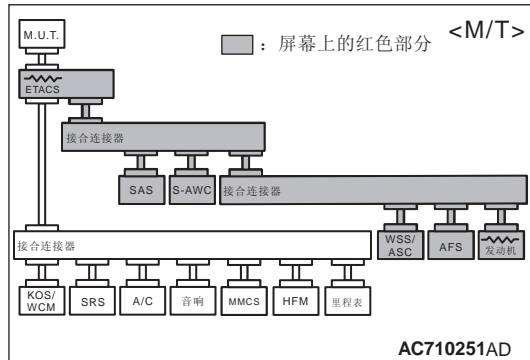 M.U.T.
：屏幕上的红色部分
<M/T>
ETACS
接合连接器
SAS
S-AWC
接合连接器
接合连接器
WSS/
ASC
AFS
发动机
KOS/
WCM
SRS
A/C
音响
MMCS
HFM
里程表
AC710251AD